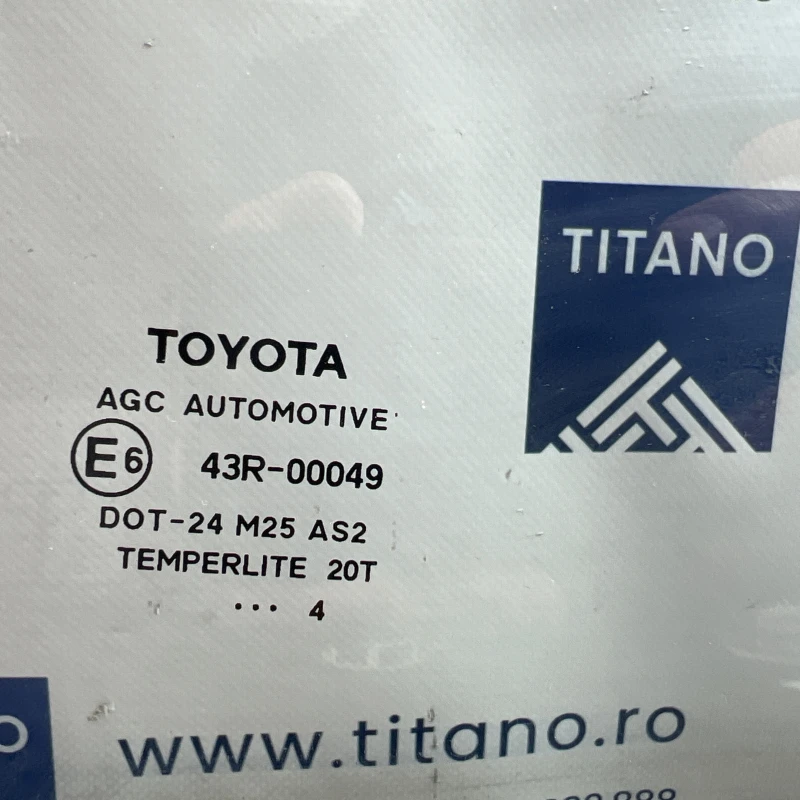 TITANO
TOYOTA
AGC AUTOMOTIVE
E6 43R-00049
DOT-24 M25 AS2
TEMPERLITE 20T
... 4
www.titano.ro